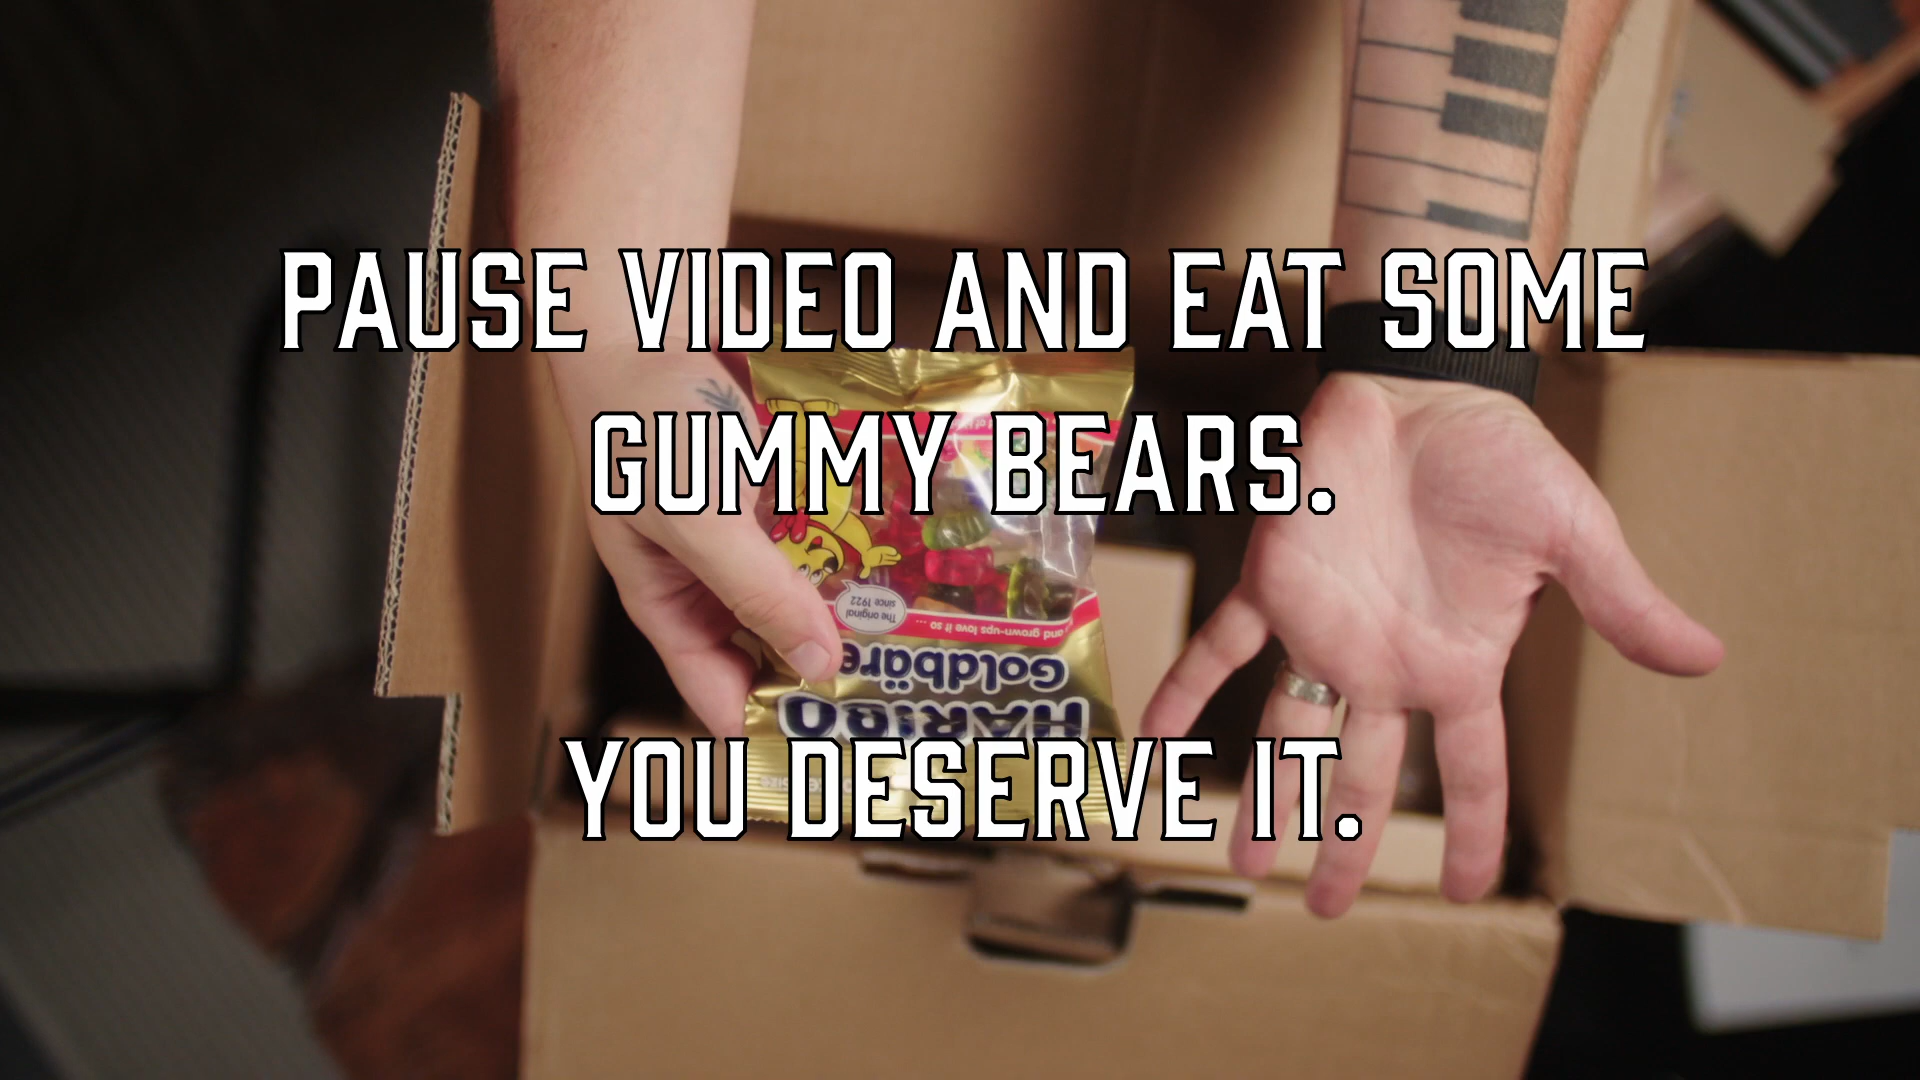 PAUSE VIDEO AND EAT SOME
GUMMY BEARS.
The original
since 1922
and grown-ups love it so ...
Goldbäre
HARIBO
YOU DESERVE IT.